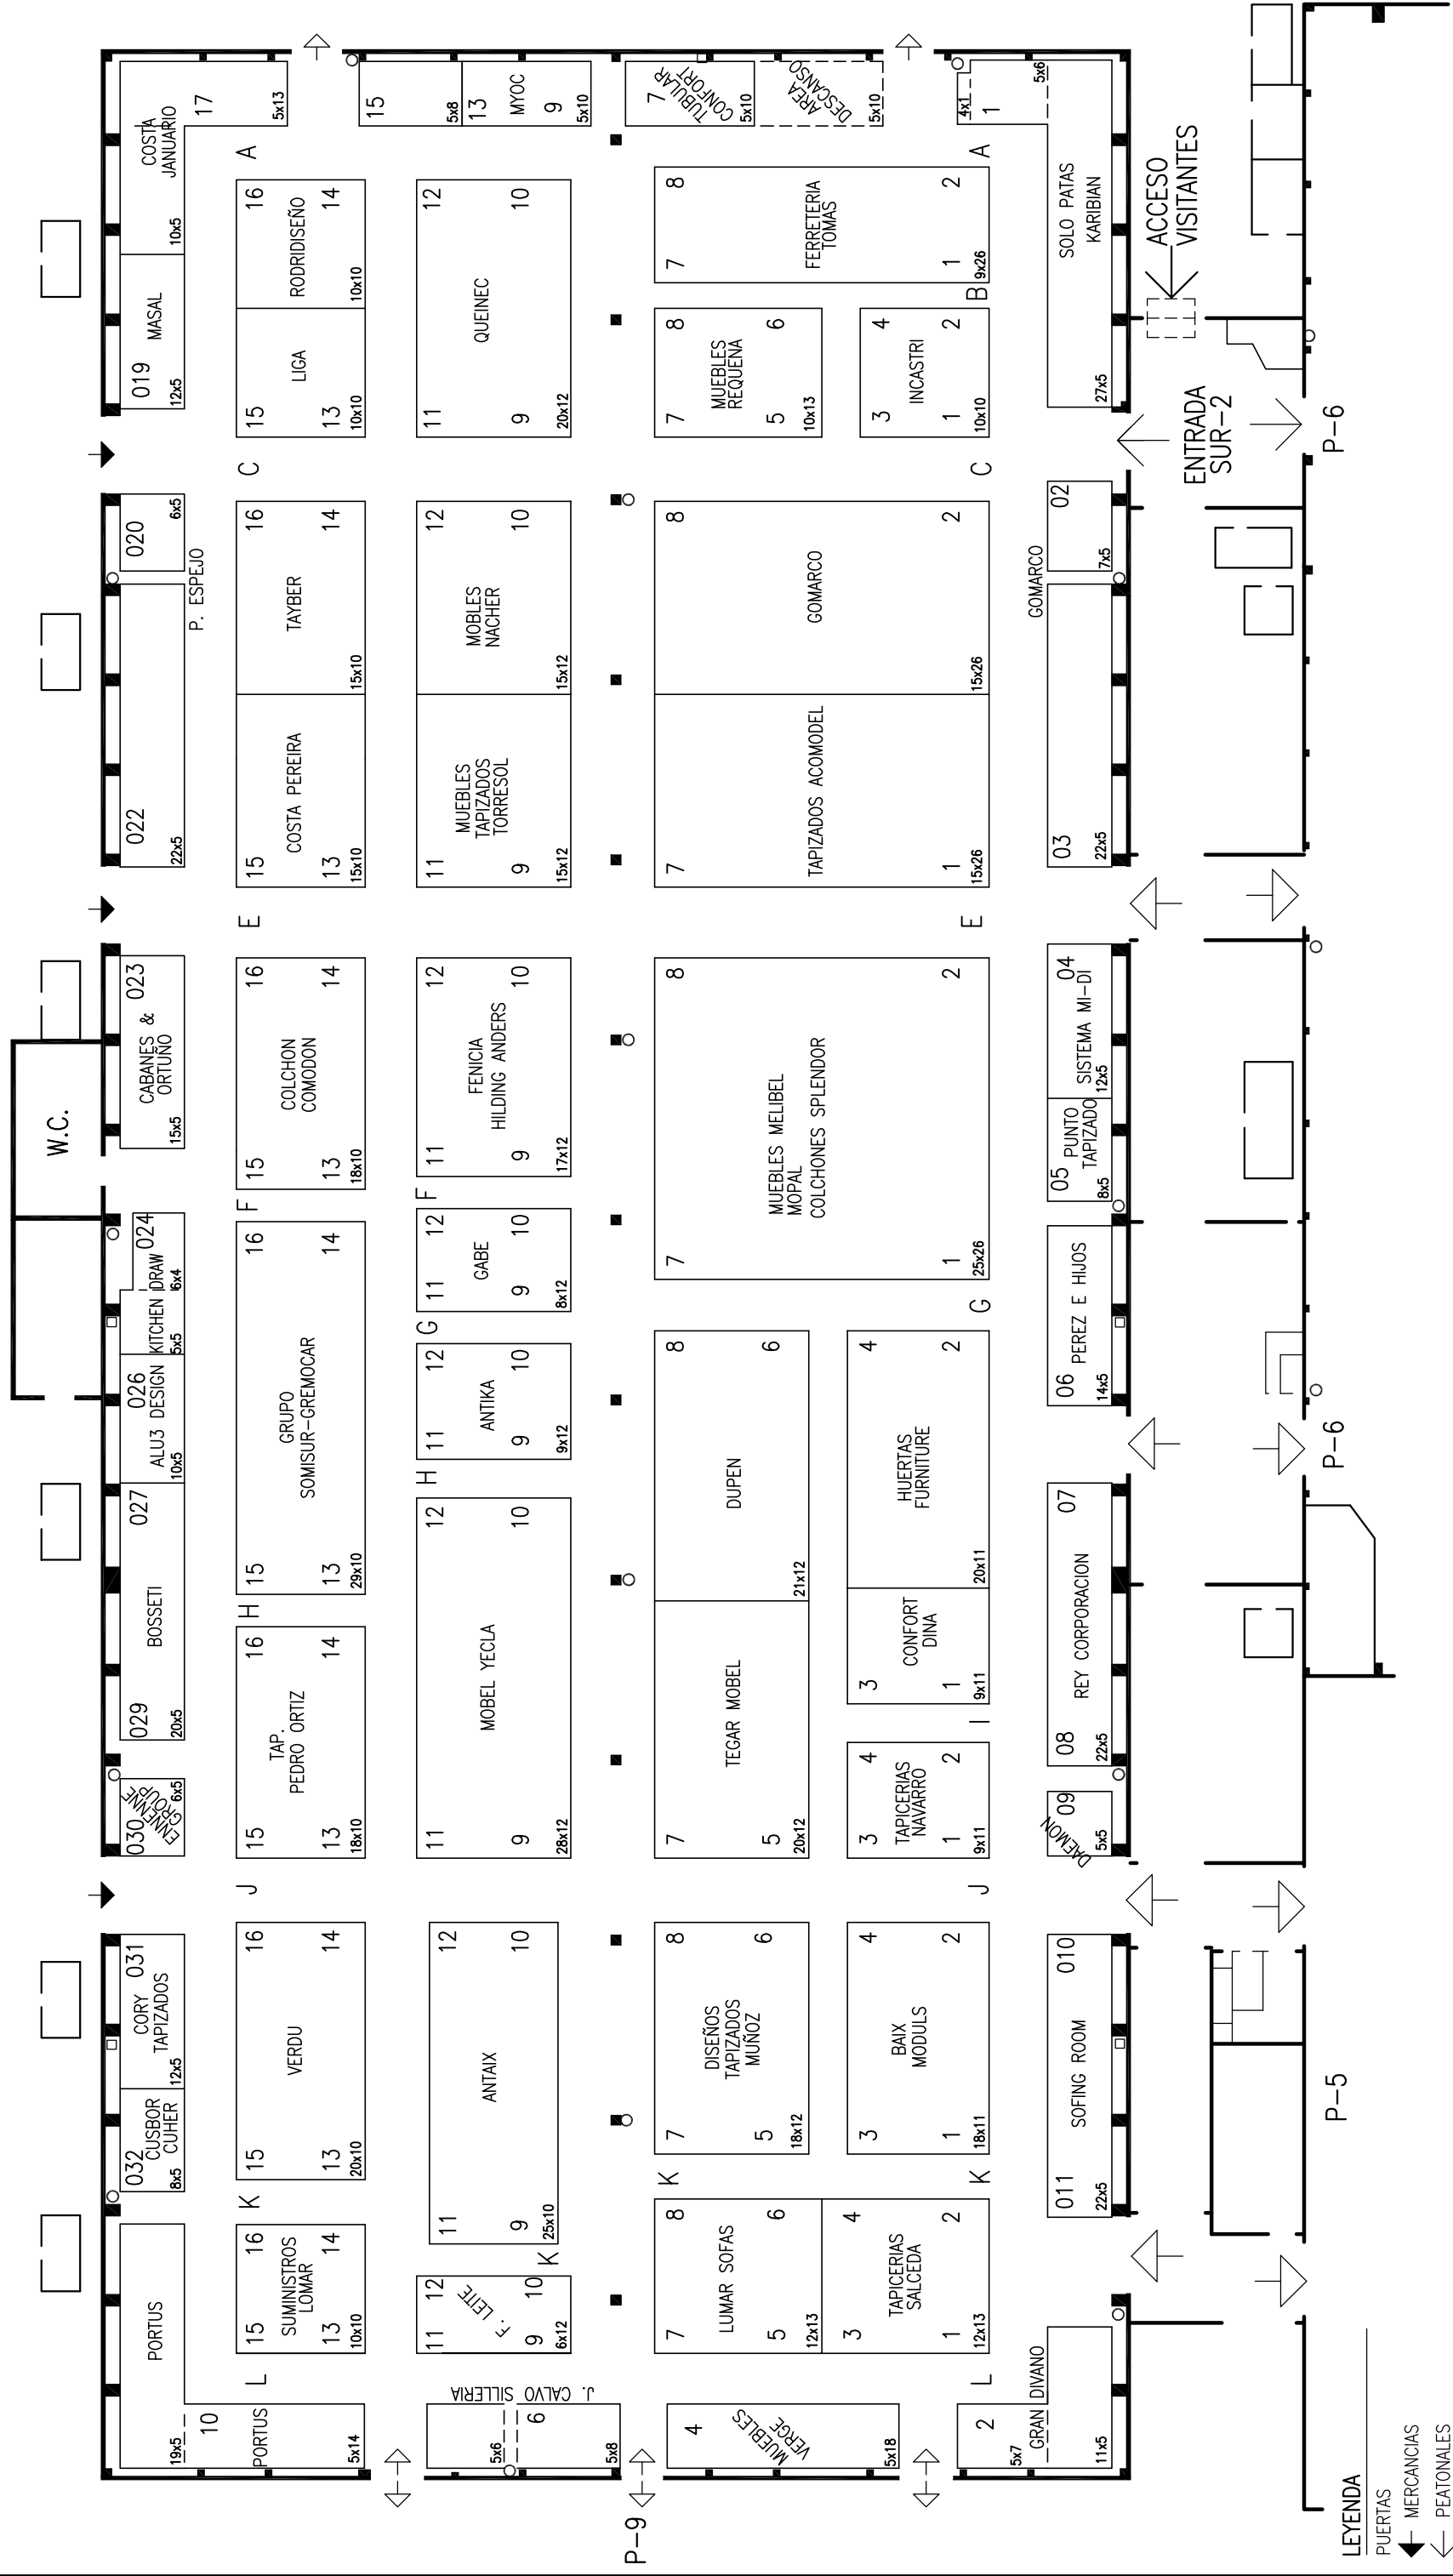 COSTA
JANUARIO
17
5x13
10x5
MASAL
019
12x5
020
6x5
P. ESPEJO
022
22x5
W.C.
CABANES &
ORTUÑO
023
15x5
024
KITCHEN DRAW
6x4
5x5
026
ALU3 DESIGN
10x5
027
BOSSETI
029
20x5
030
ENNENNE
GROUP
6x5
CORY
TAPIZADOS
031
12x5
032
CUSBOR
CUHER
8x5
PORTUS
19x5
10
PORTUS
5x14
A
16
RODRIDISEÑO
14
10x10
15
LIGA
13
10x10
C
16
TAYBER
14
15x10
15
COSTA PEREIRA
13
15x10
E
16
14
COLCHON
COMODON
15
13
18x10
F
16
14
GRUPO
SOMISUR-GREMOCAR
15
13
29x10
H
16
14
TAP.
PEDRO ORTIZ
15
13
18x10
J
16
14
VERDU
15
13
20x10
K
16
14
SUMINISTROS
LOMAR
15
13
10x10
L
15
5x8
13
MYOC
9
5x10
12
10
QUEINEC
11
9
20x12
12
10
MOBLES
NACHER
15x12
MUEBLES
TAPIZADOS
TORRESOL
11
9
15x12
12
10
FENICIA
HILDING ANDERS
11
9
17x12
F
12
10
GABE
11
9
8x12
G
12
10
ANTIKA
11
9
9x12
H
12
10
MOBEL YECLA
11
9
28x12
12
10
ANTAIX
11
9
25x10
K
12
10
F. LEITE
11
9
6x12
J. CALVO SILLERIA
5x6
6
5x8
7
TUBULAR
CONFORT
5x10
AREA
DESCANSO
5x10
8
2
FERRETERIA
TOMAS
7
1
9x26
A
B
8
6
MUEBLES
REQUENA
7
5
10x13
4
2
INCASTRI
3
1
10x10
C
8
2
GOMARCO
15x26
TAPIZADOS ACOMODEL
7
1
15x26
E
8
2
MUEBLES MELIBEL
MOPAL
COLCHONES SPLENDOR
7
1
25x26
G
8
6
DUPEN
21x12
TEGAR MOBEL
7
5
20x12
4
2
HUERTAS
FURNITURE
20x11
CONFORT
DINA
3
1
9x11
I
4
2
TAPICERIAS
NAVARRO
3
1
9x11
J
8
6
DISEÑOS
TAPIZADOS
MUÑOZ
7
5
18x12
4
2
BAIX
MODULS
3
1
18x11
K
K
8
6
LUMAR SOFAS
7
5
12x13
4
2
TAPICERIAS
SALCEDA
3
1
12x13
L
4
MUEBLES
VERGE
5x18
4x1
1
5x6
SOLO PATAS
KARIBIAN
27x5
02
7x5
GOMARCO
03
22x5
04
SISTEMA MI-DI
12x5
05
PUNTO
TAPIZADO
8x5
06
PEREZ E HIJOS
14x5
07
REY CORPORACION
08
22x5
09
DAEMON
5x5
010
SOFING ROOM
011
22x5
2
GRAN DIVANO
5x7
11x5
ACCESO
VISITANTES
ENTRADA
SUR-2
P-6
P-6
P-5
P-9
LEYENDA
PUERTAS
MERCANCIAS
PEATONALES